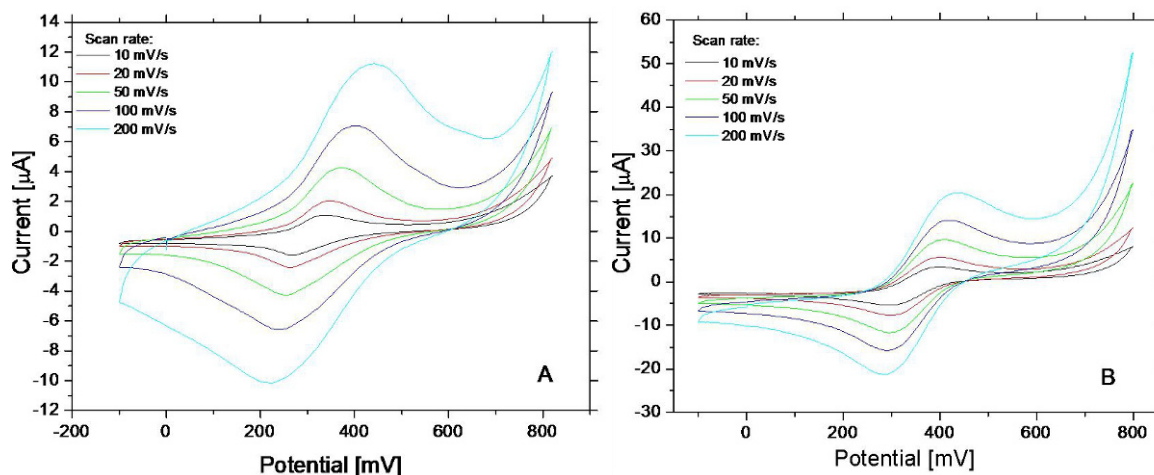 14
12
10
8
6
4
2
0
-2
-4
-6
-8
-10
-12
Current [µA]
Scan rate:
10 mV/s
20 mV/s
50 mV/s
100 mV/s
200 mV/s
A
-200 0 200 400 600 800
Potential [mV]
60
50
40
30
20
10
0
-10
-20
-30
Current [µA]
Scan rate:
10 mV/s
20 mV/s
50 mV/s
100 mV/s
200 mV/s
B
0 200 400 600 800
Potential [mV]